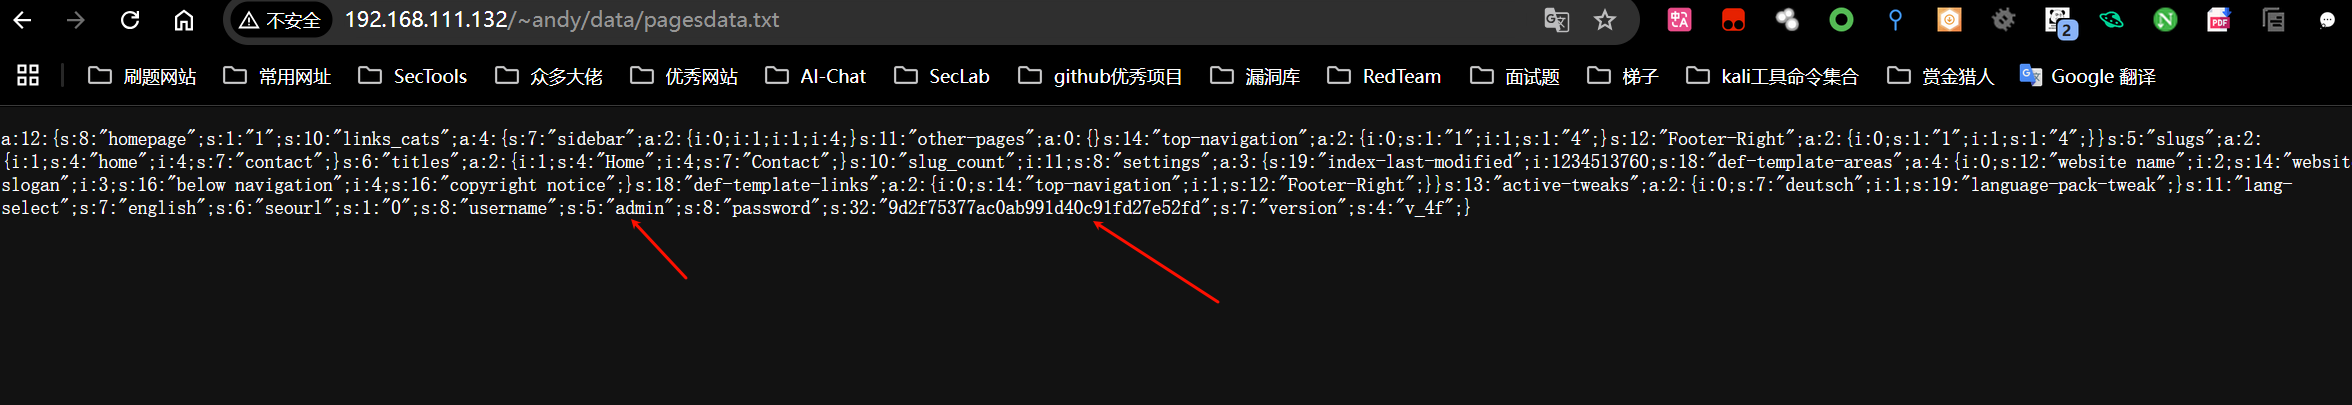 不安全 192.168.111.132/~andy/data/pagesdata.txt 2 PDF
刷题网站 常用网址 SecTools 众多大佬 优秀网站 AI-Chat SecLab github优秀项目 漏洞库 RedTeam 面试题 梯子 kali工具命令集合 赏金猎人 Google 翻译
a:12:{s:8:"homepage";s:1:"1";s:10:"links_cats";a:4:{s:7:"sidebar";a:2:{i:0;i:1;i:1;i:4;}s:11:"other-pages";a:0:{}s:14:"top-navigation";a:2:{i:0;s:1:"1";i:1;s:1:"4";}s:12:"Footer-Right";a:2:{i:0;s:1:"1";i:1;s:1:"4";}}s:5:"slugs";a:2:
{i:1;s:4:"home";i:4;s:7:"contact";}s:6:"titles";a:2:{i:1;s:4:"Home";i:4;s:7:"Contact";}s:10:"slug_count";i:11;s:8:"settings";a:3:{s:19:"index-last-modified";i:1234513760;s:18:"def-template-areas";a:4:{i:0;s:12:"website name";i:2;s:14:"websit
slogan";i:3;s:16:"below navigation";i:4;s:16:"copyright notice";}s:18:"def-template-links";a:2:{i:0;s:14:"top-navigation";i:1;s:12:"Footer-Right";}}s:13:"active-tweaks";a:2:{i:0;s:7:"deutsch";i:1;s:19:"language-pack-tweak";}s:11:"lang-
select";s:7:"english";s:6:"seourl";s:1:"0";s:8:"username";s:5:"admin";s:8:"password";s:32:"9d2f75377ac0ab991d40c91fd27e52fd";s:7:"version";s:4:"v_4f";}